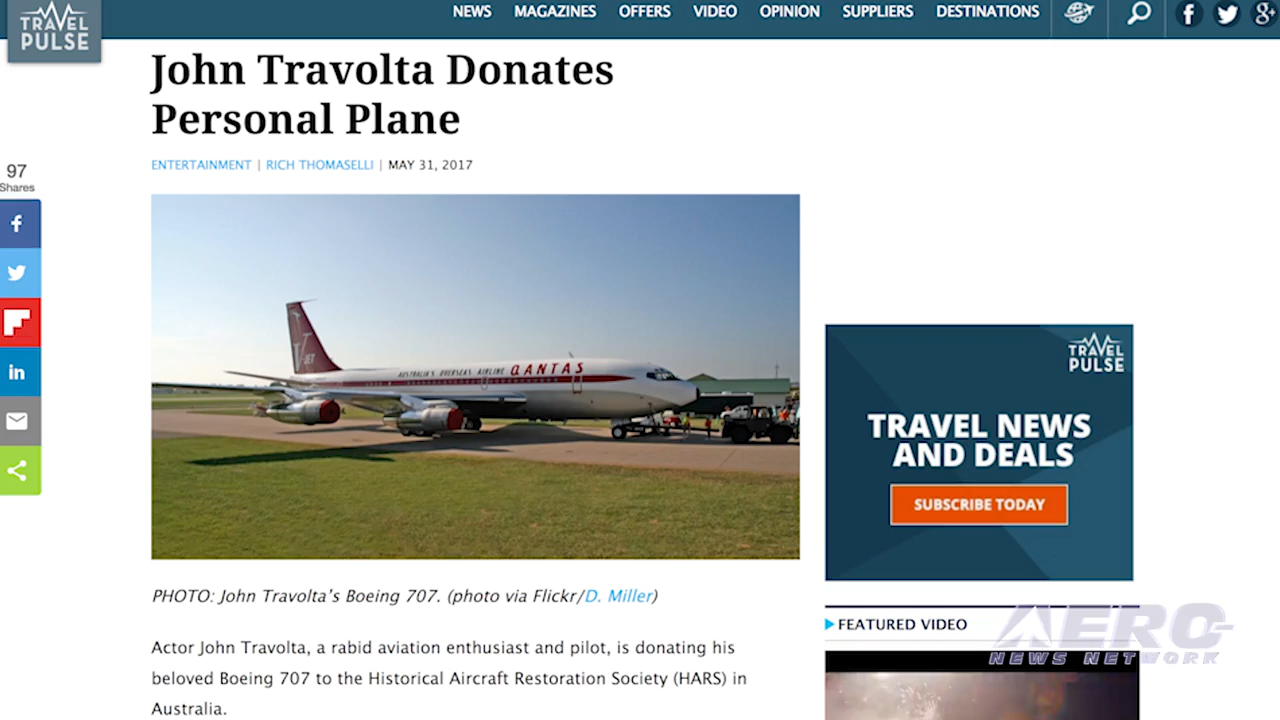 TRAVEL
PULSE
NEWS
MAGAZINES
OFFERS
VIDEO
OPINION
SUPPLIERS
DESTINATIONS
John Travolta Donates
Personal Plane
ENTERTAINMENT | RICH THOMASELLI | MAY 31, 2017
97
Shares
V-JET
AUSTRALIA'S OVERSEAS AIRLINE QANTAS
PHOTO: John Travolta's Boeing 707. (photo via Flickr/D. Miller)
Actor John Travolta, a rabid aviation enthusiast and pilot, is donating his
beloved Boeing 707 to the Historical Aircraft Restoration Society (HARS) in
Australia.
TRAVEL
PULSE
TRAVEL NEWS
AND DEALS
SUBSCRIBE TODAY
FEATURED VIDEO
AERO
NEWS NETWORK